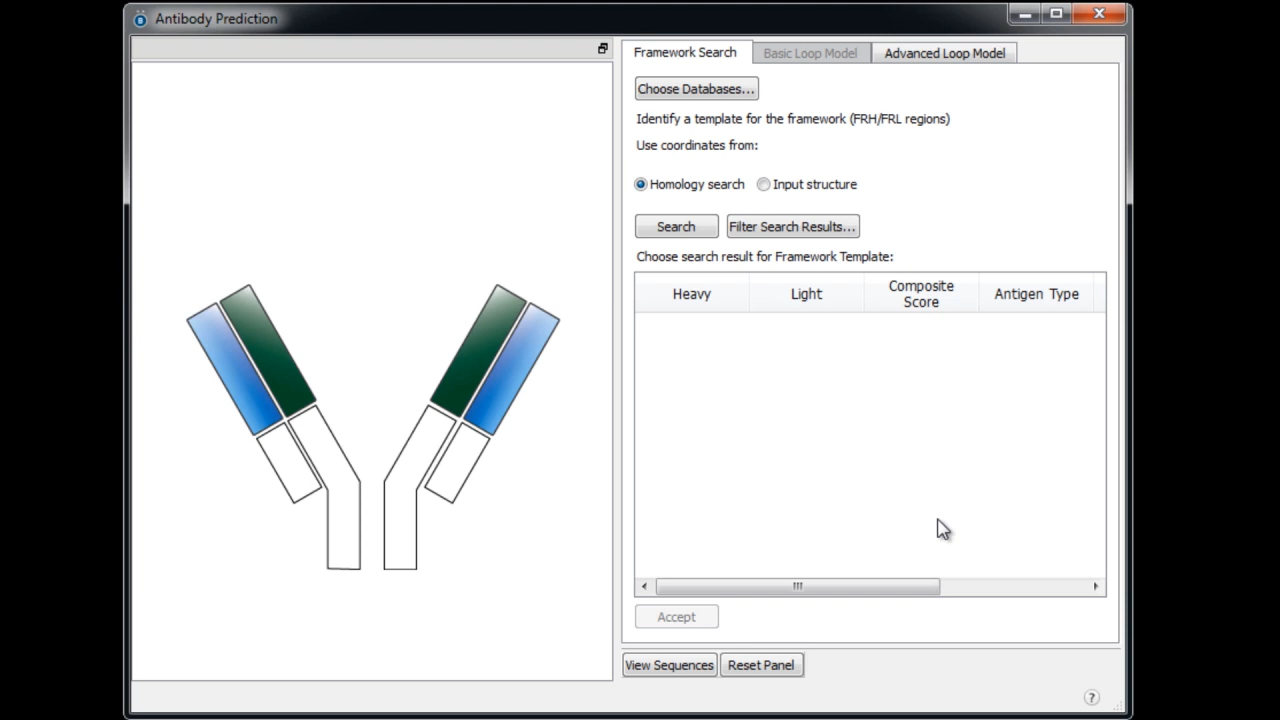 Antibody Prediction
Framework Search
Basic Loop Model
Advanced Loop Model
Choose Databases...
Identify a template for the framework (FRH/FRL regions)
Use coordinates from:
Homology search
Input structure
Search
Filter Search Results...
Choose search result for Framework Template:
Heavy
Light
Composite
Score
Antigen Type
Accept
View Sequences
Reset Panel
?